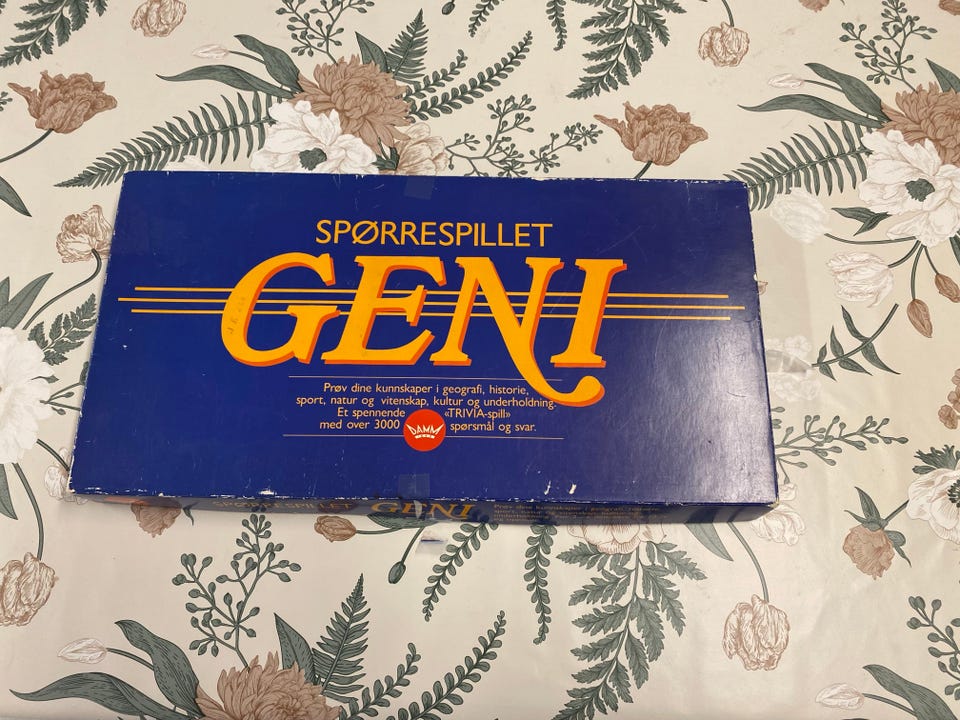 SPØRRESPILLET
GENI
Prøv dine kunnskaper i geografi, historie,
sport, natur og vitenskap, kultur og underholdning.
Et spennende «TRIVIA-spill»
med over 3000 spørsmål og svar.
DAMM
SPØRRESPILLET GENI